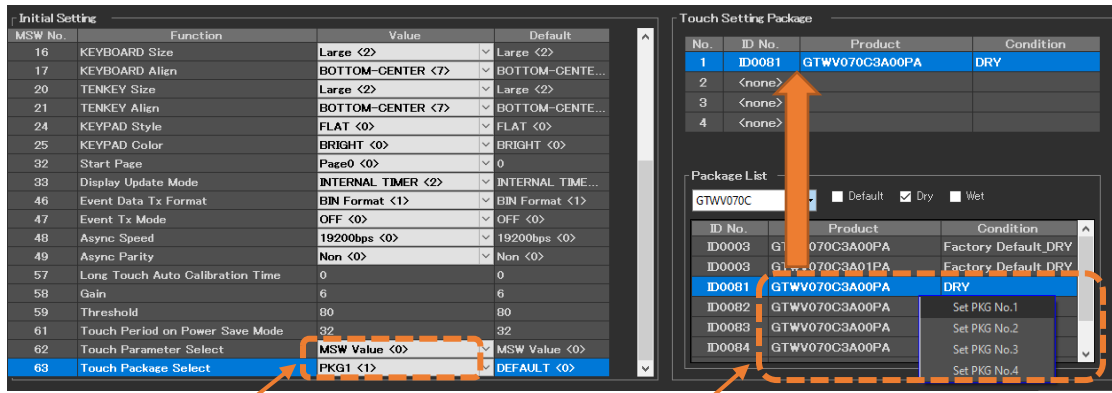 Initial Setting
MSW No. Function Value Default
16 KEYBOARD Size Large <2> Large <2>
17 KEYBOARD Align BOTTOM-CENTER <7> BOTTOM-CENTE...
20 TENKEY Size Large <2> Large <2>
21 TENKEY Align BOTTOM-CENTER <7> BOTTOM-CENTE...
24 KEYPAD Style FLAT <0> FLAT <0>
25 KEYPAD Color BRIGHT <0> BRIGHT <0>
32 Start Page Page0 <0> 0
33 Display Update Mode INTERNAL TIMER <2> INTERNAL TIME...
46 Event Data Tx Format BIN Format <1> BIN Format <1>
47 Event Tx Mode OFF <0> OFF <0>
48 Async Speed 19200bps <0> 19200bps <0>
49 Async Parity Non <0> Non <0>
57 Long Touch Auto Calibration Time 0 0
58 Gain 6 6
59 Threshold 80 80
61 Touch Period on Power Save Mode 32 32
62 Touch Parameter Select MSW Value <0> MSW Value <0>
63 Touch Package Select PKG1 <1> DEFAULT <0>
Touch Setting Package
No. ID No. Product Condition
1 ID0081 GTWV070C3A00PA DRY
2 <none>
3 <none>
4 <none>
Package List
GTWV070C Default Dry Wet
ID No. Product Condition
ID0003 GTWV070C3A00PA Factory Default_DRY
ID0003 GTWV070C3A01PA Factory Default_DRY
ID0081 GTWV070C3A00PA DRY
ID0082 GTWV070C3A00PA
ID0083 GTWV070C3A00PA
ID0084 GTWV070C3A00PA
Set PKG No.1
Set PKG No.2
Set PKG No.3
Set PKG No.4